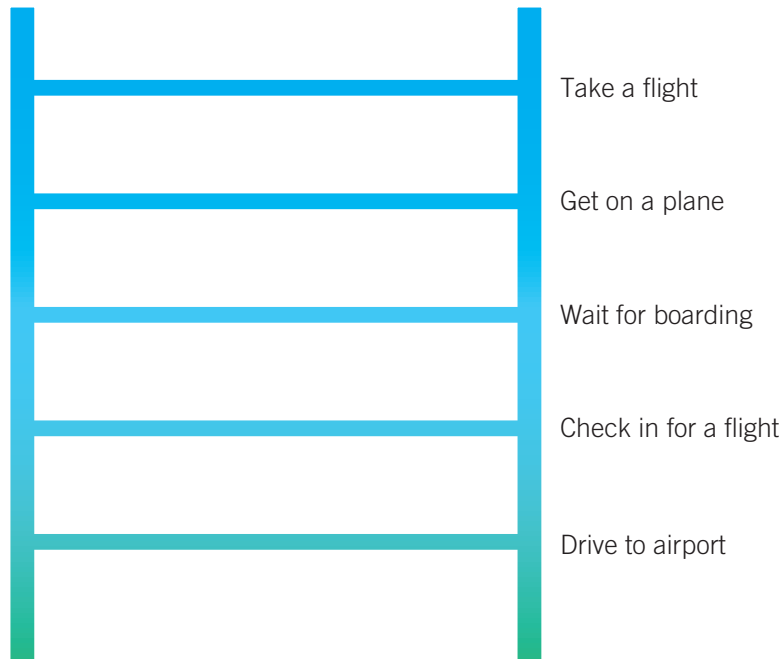 Take a flight
Get on a plane
Wait for boarding
Check in for a flight
Drive to airport